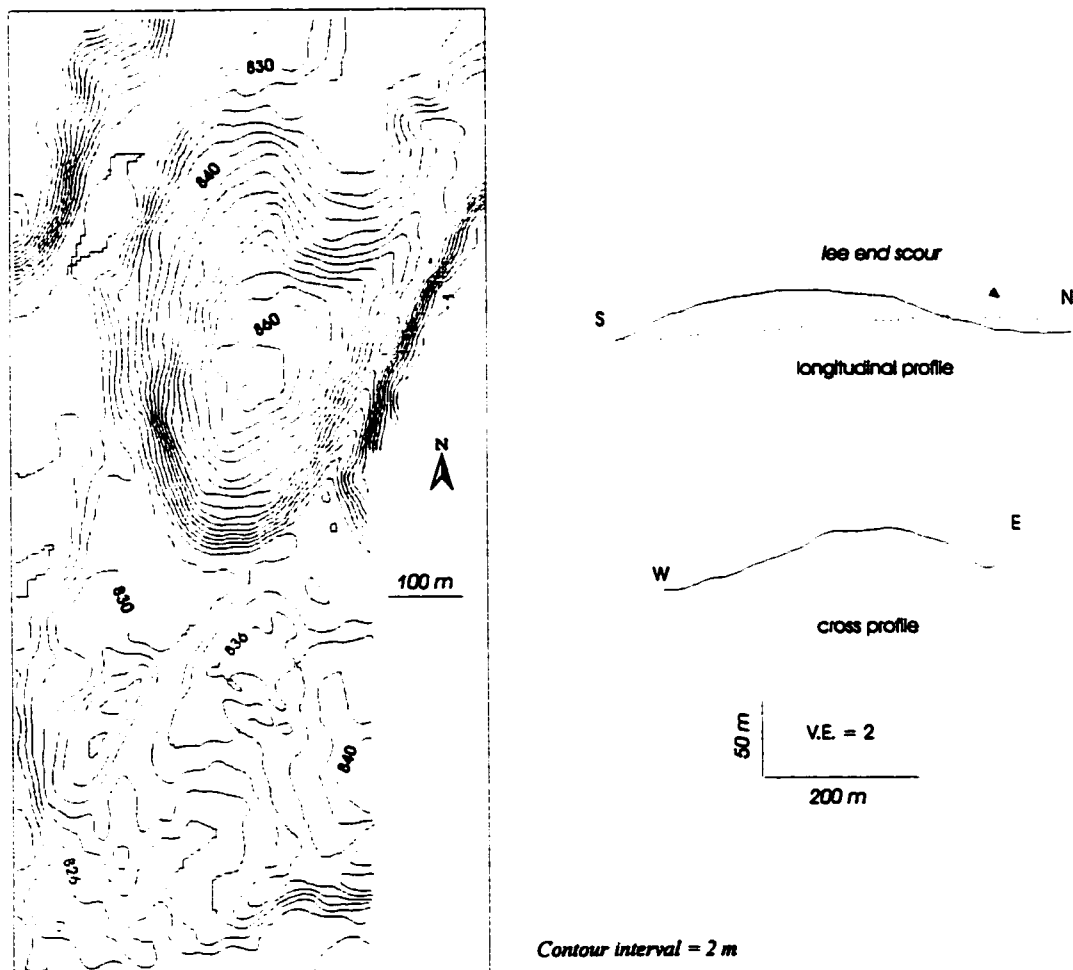 830
840
860
N
100 m
830
836
840
826
lee end scour
S
N
longitudinal profile
W
E
cross profile
50 m
V.E. = 2
200 m
Contour interval = 2 m